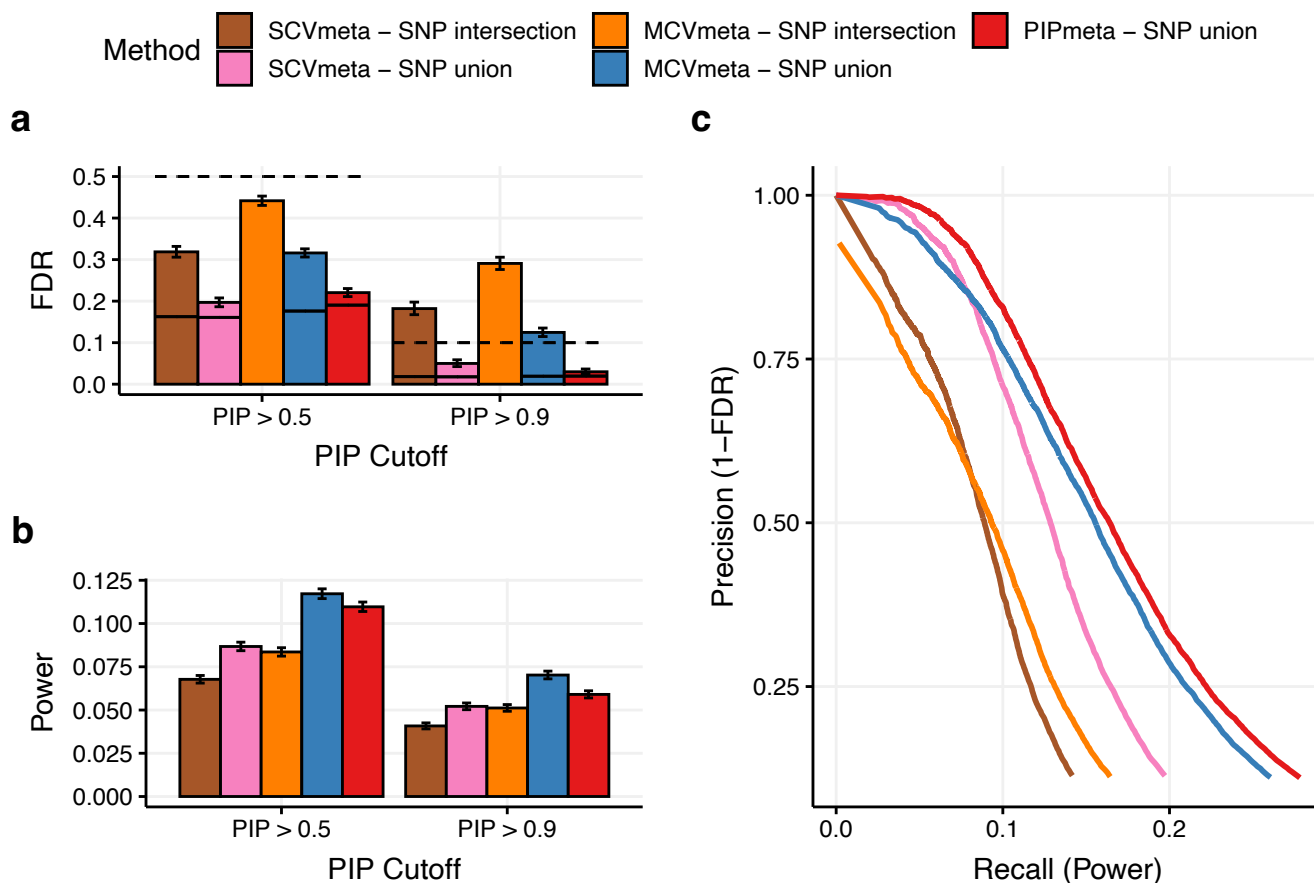 Method
SCVmeta − SNP intersection
MCVmeta − SNP intersection
PIPmeta − SNP union
SCVmeta − SNP union
MCVmeta − SNP union
a
FDR
0.5
0.4
0.3
0.2
0.1
0.0
PIP > 0.5
PIP > 0.9
PIP Cutoff
b
Power
0.125
0.100
0.075
0.050
0.025
0.000
PIP > 0.5
PIP > 0.9
PIP Cutoff
c
Precision (1−FDR)
1.00
0.75
0.50
0.25
0.0
0.1
0.2
Recall (Power)